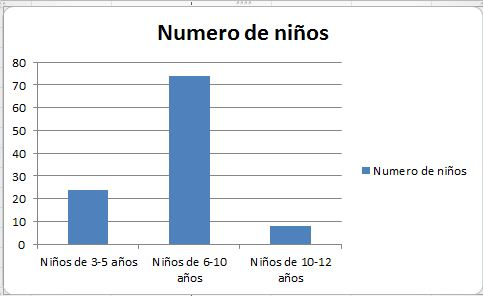 Numero de niños
80
70
60
50
40
30
20
10
0
Niños de 3-5 años
Niños de 6-10
años
Niños de 10-12
años
Numero de niños